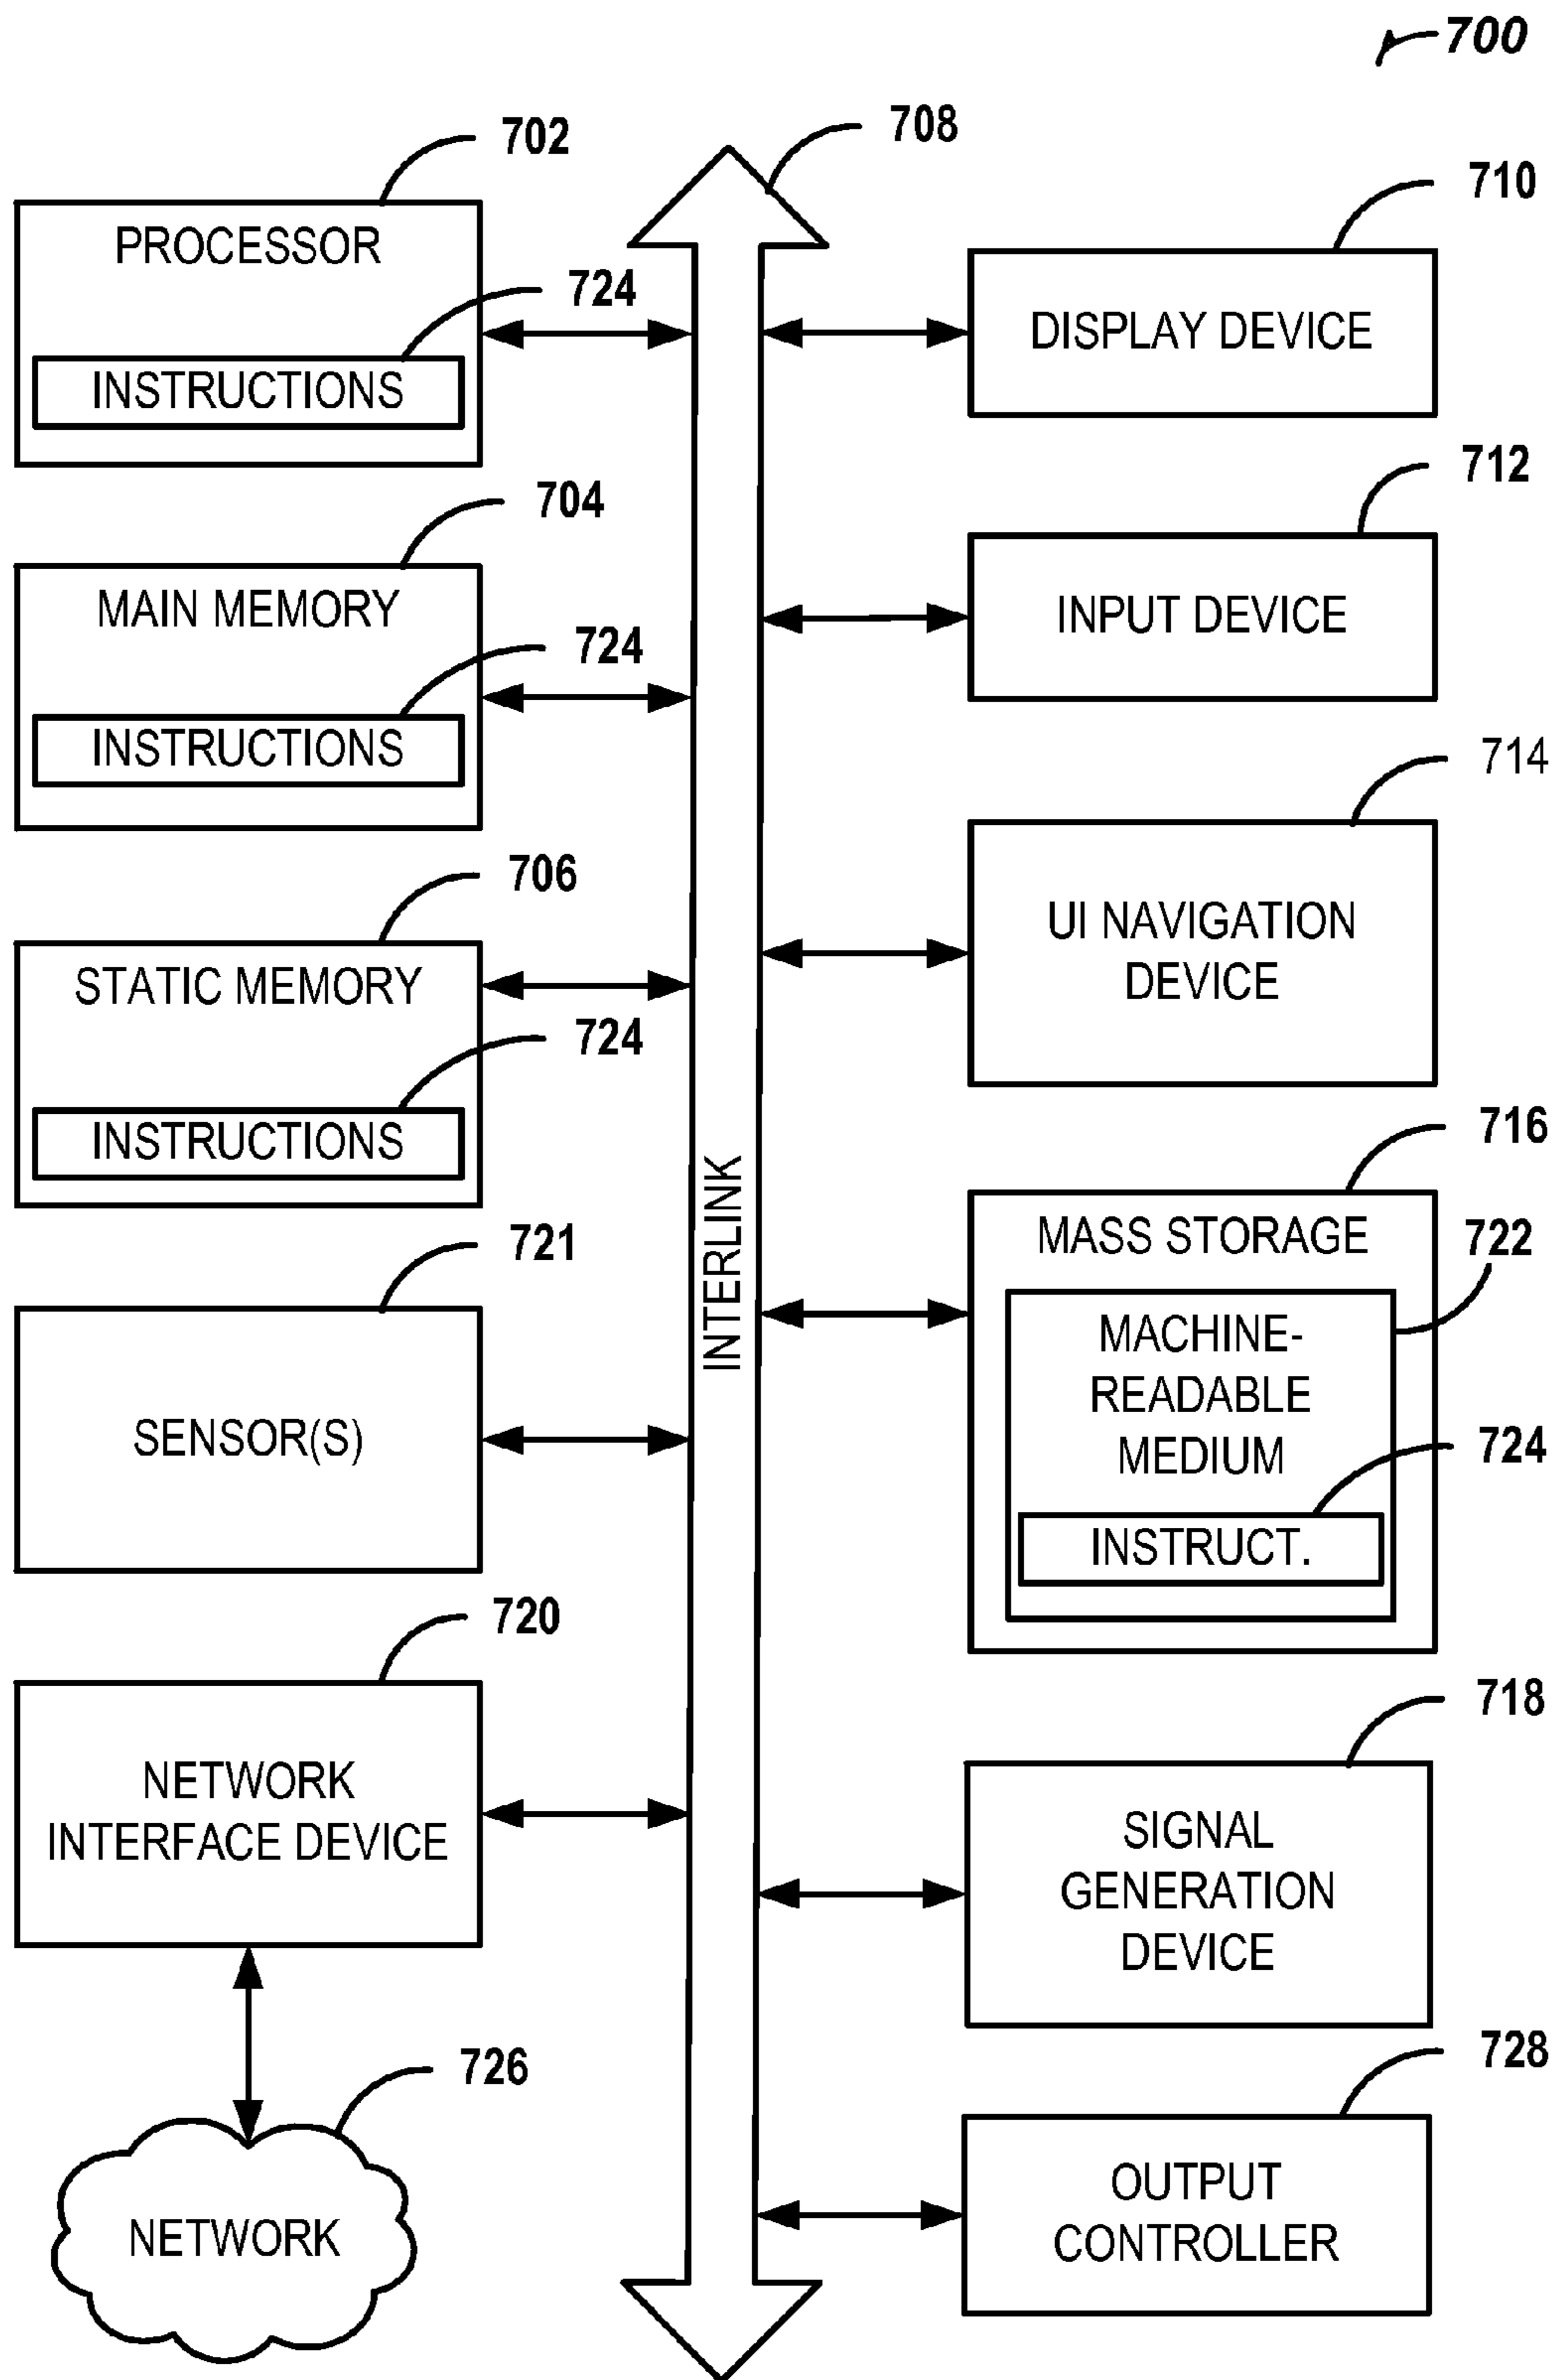 700
708
702
PROCESSOR
724
INSTRUCTIONS
704
MAIN MEMORY
724
INSTRUCTIONS
706
STATIC MEMORY
724
INSTRUCTIONS
721
SENSOR(S)
720
NETWORK
INTERFACE DEVICE
726
NETWORK
INTERLINK
710
DISPLAY DEVICE
712
INPUT DEVICE
714
UI NAVIGATION
DEVICE
716
MASS STORAGE
722
MACHINE-
READABLE
MEDIUM
724
INSTRUCT.
718
SIGNAL
GENERATION
DEVICE
728
OUTPUT
CONTROLLER